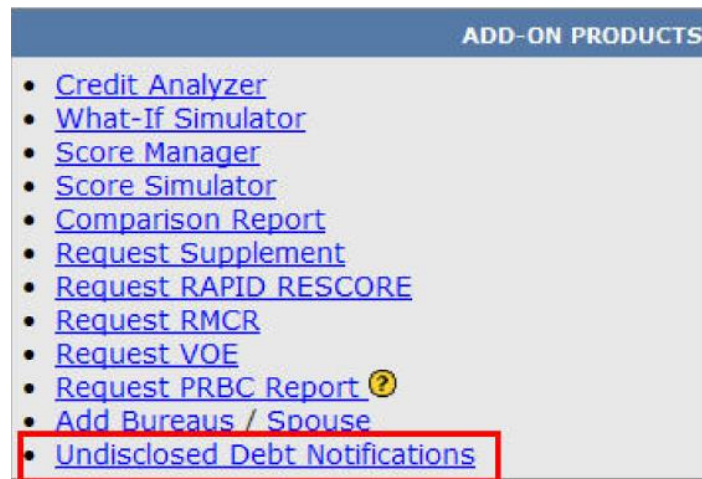 ADD-ON PRODUCTS
• Credit Analyzer
• What-If Simulator
• Score Manager
• Score Simulator
• Comparison Report
• Request Supplement
• Request RAPID RESCORE
• Request RMCR
• Request VOE
• Request PRBC Report ?
• Add Bureaus / Spouse
• Undisclosed Debt Notifications